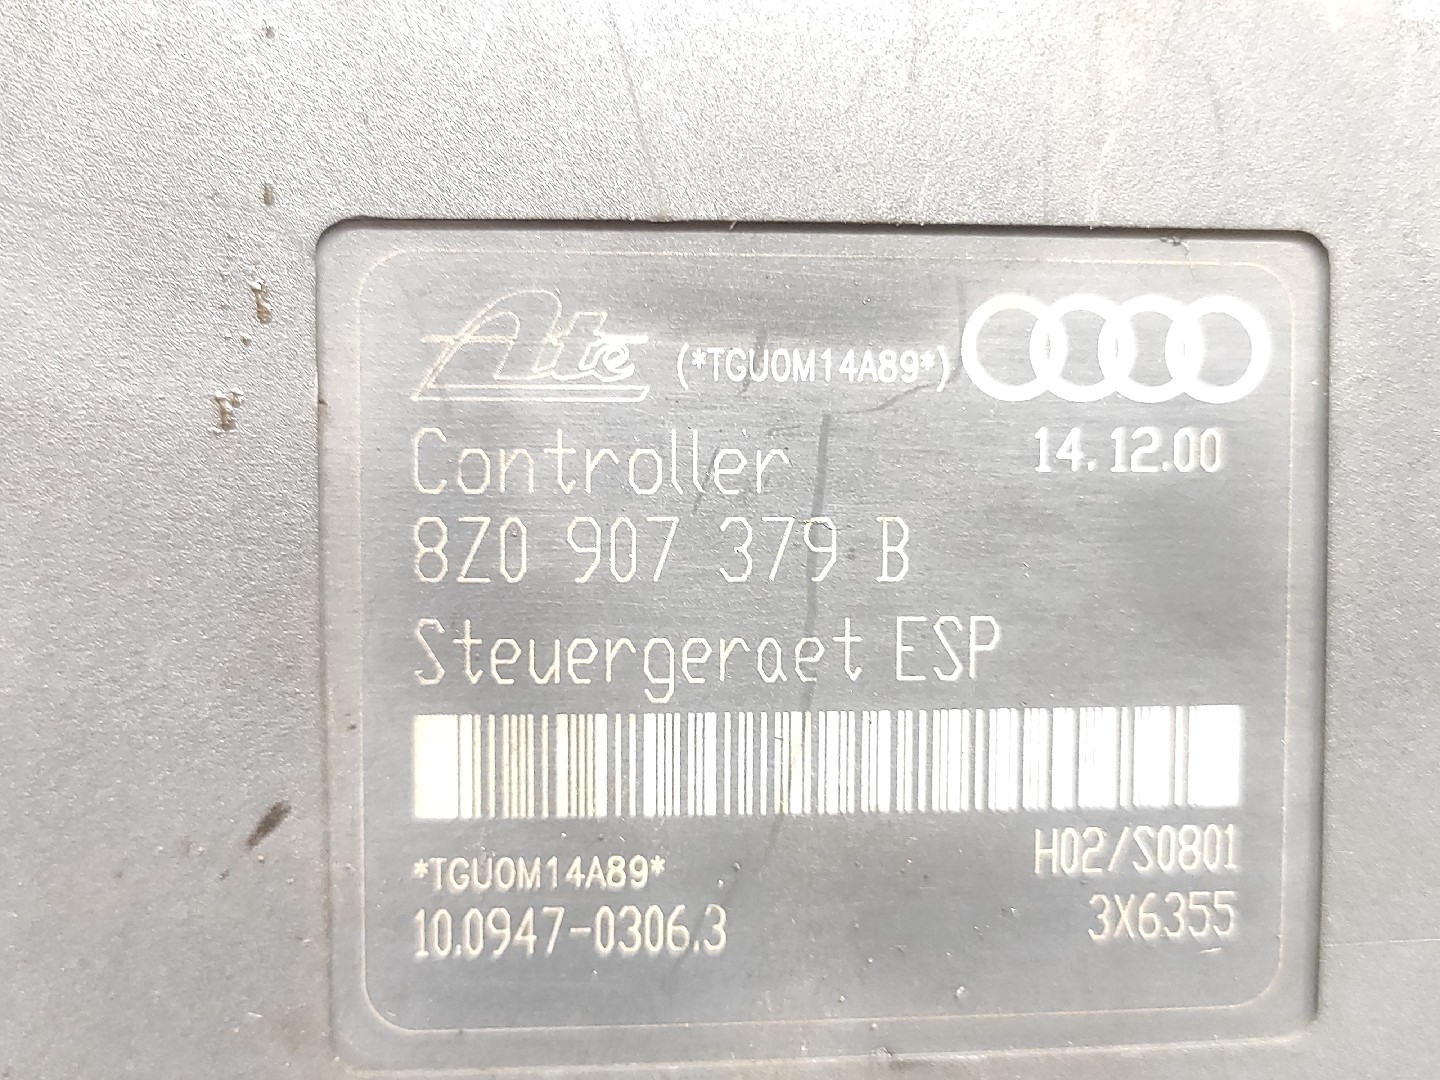 Ate (*TGU0M14A89*)
14.12.00
Controller
8Z0 907 379 B
Steuergeraet ESP
*TGU0M14A89*
H02/S0801
10.0947-0306.3
3X6355